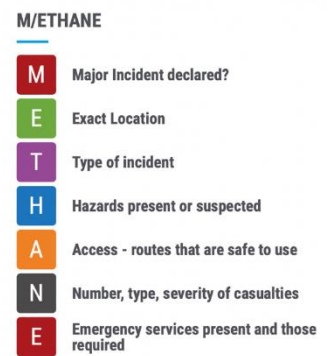 M/ETHANE
M Major Incident declared?
E Exact Location
T Type of incident
H Hazards present or suspected
A Access - routes that are safe to use
N Number, type, severity of casualties
E Emergency services present and those
required